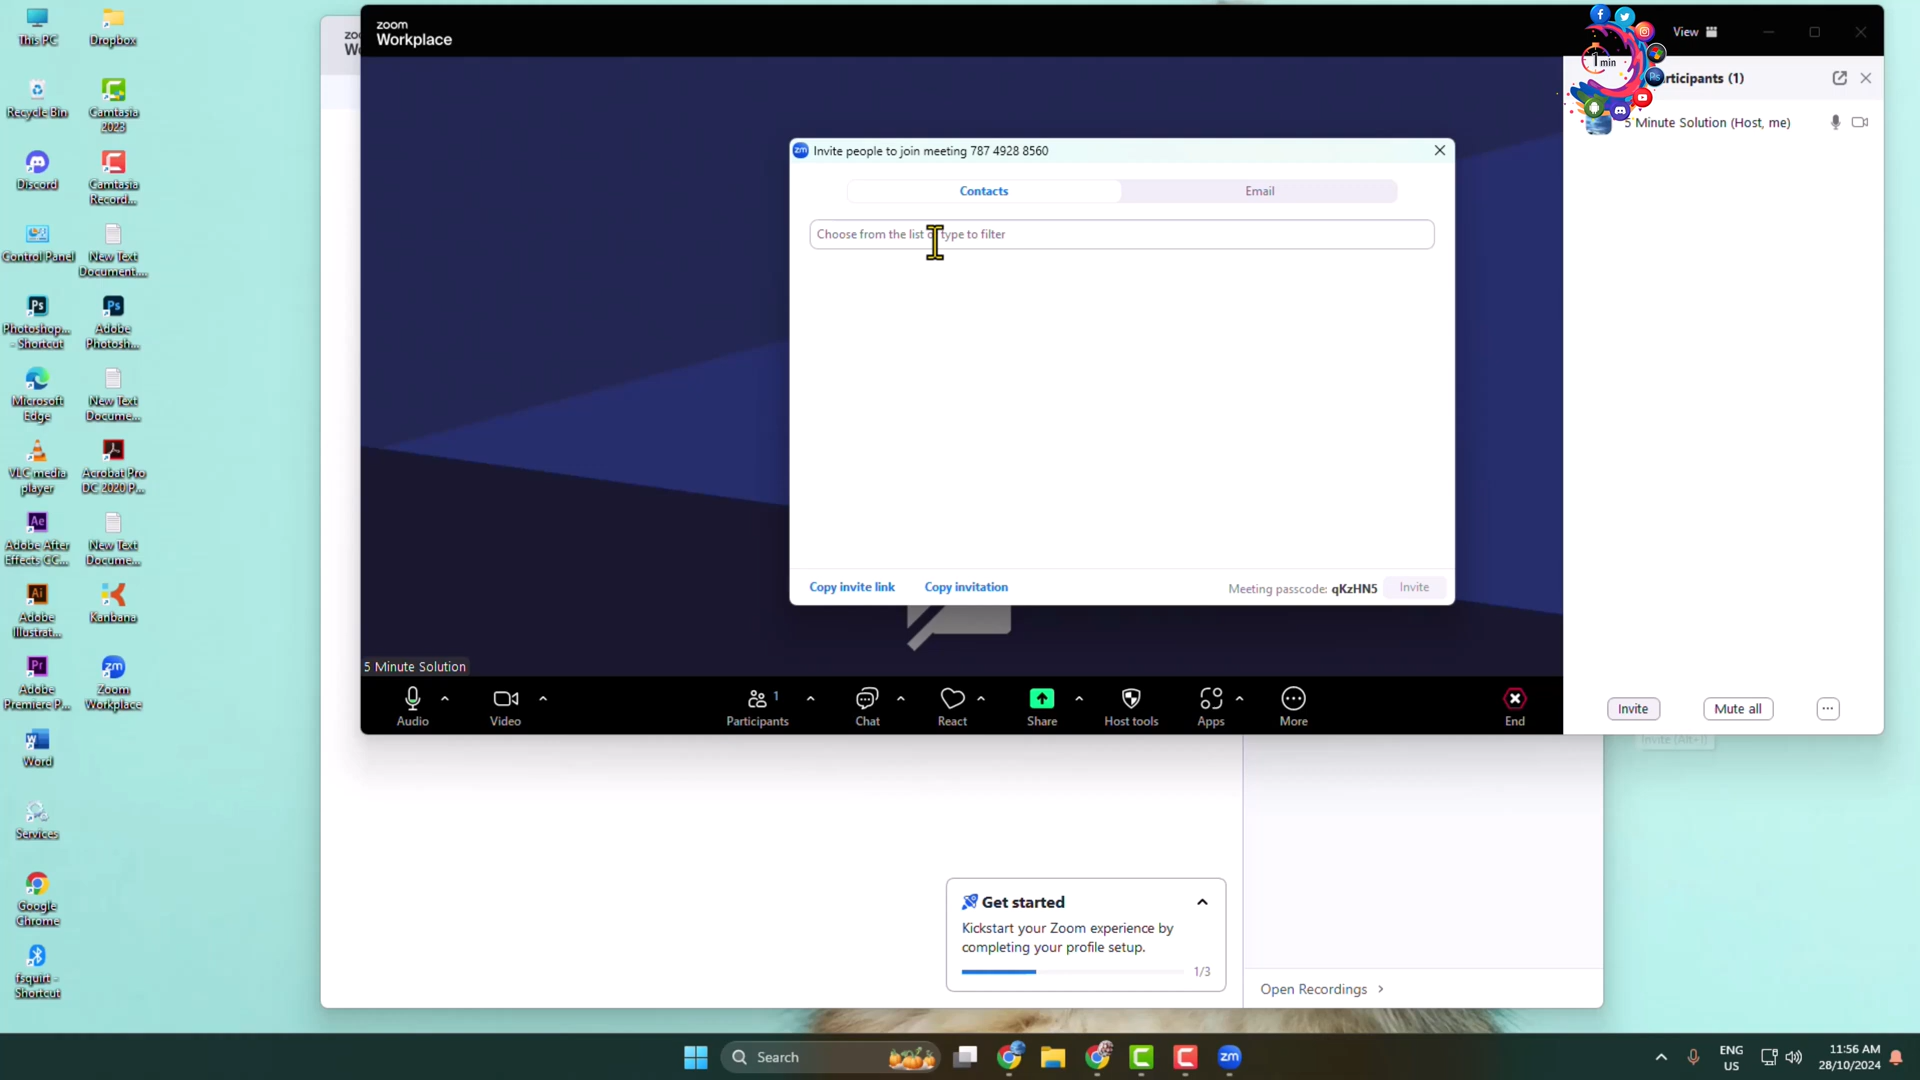 This PC
Dropbox
Recycle Bin
Camtasia
2023
Discord
Camtasia
Record...
Control Panel
New Text
Document....
Photoshop...
- Shortcut
Adobe
Photosh...
Microsoft
Edge
New Text
Docume...
VLC media
player
Acrobat Pro
DC 2020 P...
Adobe After
Effects CC...
New Text
Docume...
Adobe
Illustrat...
Kanbana
Adobe
Premiere P...
Zoom
Workplace
Word
Services
Google
Chrome
fsquirt -
Shortcut
zoom
Workplace
View
1 min
articipants (1)
5 Minute Solution (Host, me)
Invite people to join meeting 787 4928 8560
Contacts
Email
Choose from the list or type to filter
Copy invite link
Copy invitation
Meeting passcode: qKzHN5
Invite
5 Minute Solution
Audio
Video
Participants
1
Chat
React
Share
Host tools
Apps
More
End
Invite
Mute all
Invite (Alt+I)
Get started
Kickstart your Zoom experience by
completing your profile setup.
1/3
Open Recordings
Search
ENG
US
11:56 AM
28/10/2024